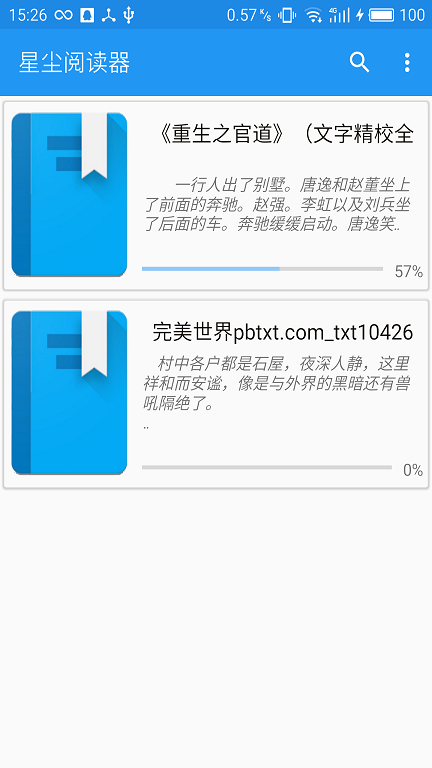 15:26 0.57 K/s 4G 100
星尘阅读器
《重生之官道》（文字精校全
一行人出了别墅。唐逸和赵董坐上
了前面的奔驰。赵强。李虹以及刘兵坐
了后面的车。奔驰缓缓启动。唐逸笑..
57%
完美世界pbtxt.com_txt10426
村中各户都是石屋，夜深人静，这里
祥和而安谧，像是与外界的黑暗还有兽
吼隔绝了。
..
0%